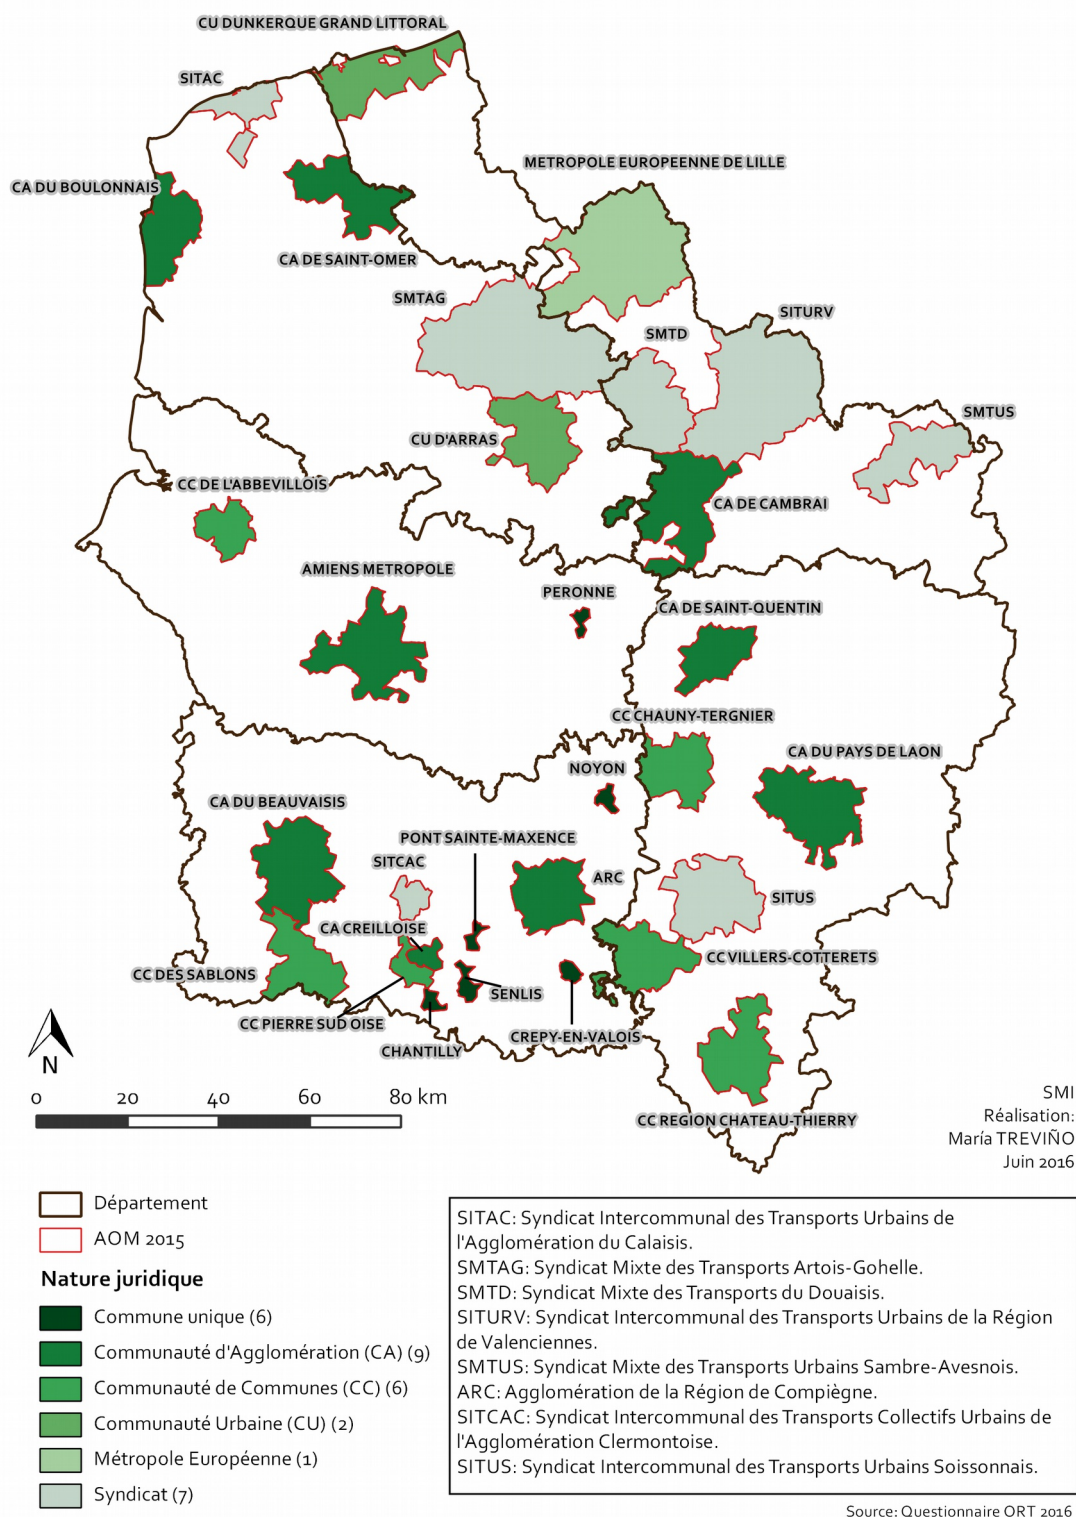 CU DUNKERQUE GRAND LITTORAL
SITAC
METROPOLE EUROPEENNE DE LILLE
CA DU BOULONNAIS
CA DE SAINT-OMER
SMTAG
SITURV
SMTD
SMTUS
CU D'ARRAS
CC DE L'ABBEVILLOIS
CA DE CAMBRAI
AMIENS METROPOLE
PERONNE
CA DE SAINT-QUENTIN
CC CHAUNY-TERGNIER
CA DU PAYS DE LAON
NOYON
CA DU BEAUVAISIS
PONT SAINTE-MAXENCE
SITCAC
ARC
SITUS
CA CREILLOISE
CC VILLERS-COTTERETS
CC DES SABLONS
SENLIS
CC PIERRE SUD OISE
CREPY-EN-VALOIS
CHANTILLY
N
0 20 40 60 80 km
CC REGION CHATEAU-THIERRY
SMI
Réalisation:
María TREVIÑO
Juin 2016
Département
AOM 2015
Nature juridique
Commune unique (6)
Communauté d'Agglomération (CA) (9)
Communauté de Communes (CC) (6)
Communauté Urbaine (CU) (2)
Métropole Européenne (1)
Syndicat (7)
SITAC: Syndicat Intercommunal des Transports Urbains de
l'Agglomération du Calaisis.
SMTAG: Syndicat Mixte des Transports Artois-Gohelle.
SMTD: Syndicat Mixte des Transports du Douaisis.
SITURV: Syndicat Intercommunal des Transports Urbains de la Région
de Valenciennes.
SMTUS: Syndicat Mixte des Transports Urbains Sambre-Avesnois.
ARC: Agglomération de la Région de Compiègne.
SITCAC: Syndicat Intercommunal des Transports Collectifs Urbains de
l'Agglomération Clermontoise.
SITUS: Syndicat Intercommunal des Transports Urbains Soissonnais.
Source: Questionnaire ORT 2016